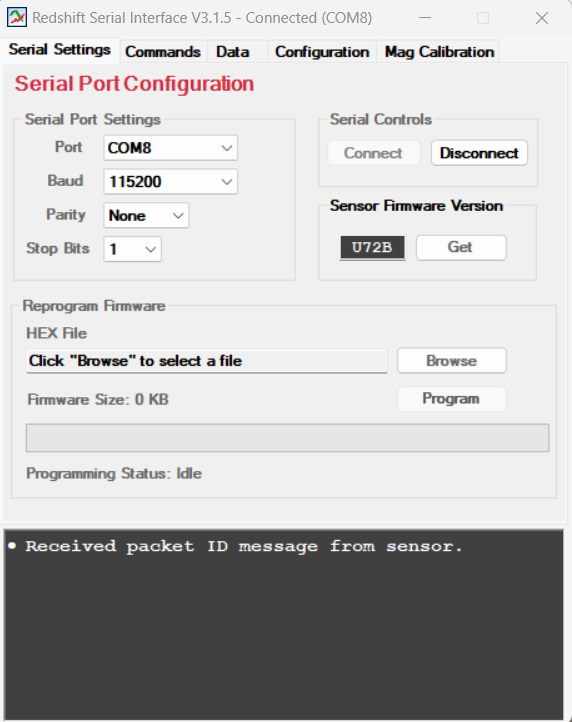 Redshift Serial Interface V3.1.5 - Connected (COM8)
Serial Settings Commands Data Configuration Mag Calibration
Serial Port Configuration
Serial Port Settings
Port COM8
Baud 115200
Parity None
Stop Bits 1
Serial Controls
Connect Disconnect
Sensor Firmware Version
U72B Get
Reprogram Firmware
HEX File
Click "Browse" to select a file Browse
Firmware Size: 0 KB Program
Programming Status: Idle
• Received packet ID message from sensor.